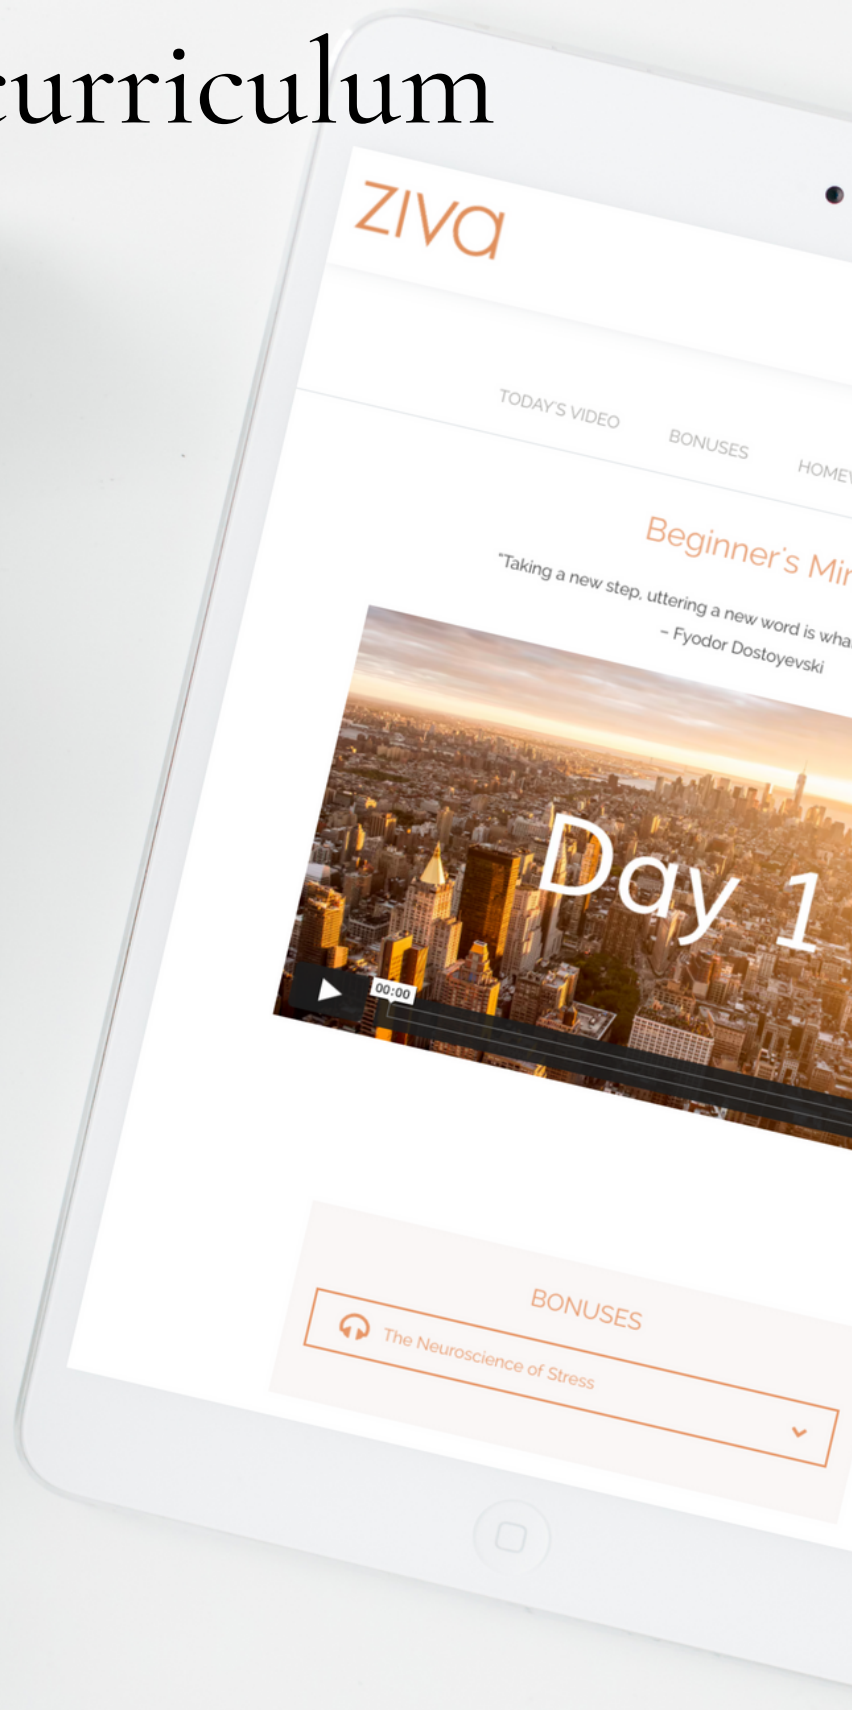 curriculum
ZIVA
TODAY'S VIDEO BONUSES
Beginner's
"Taking a new step, uttering a new word is
– Fyodor Dostoyevski
Day 1
00:00
BONUSES
The Neuroscience of Stress